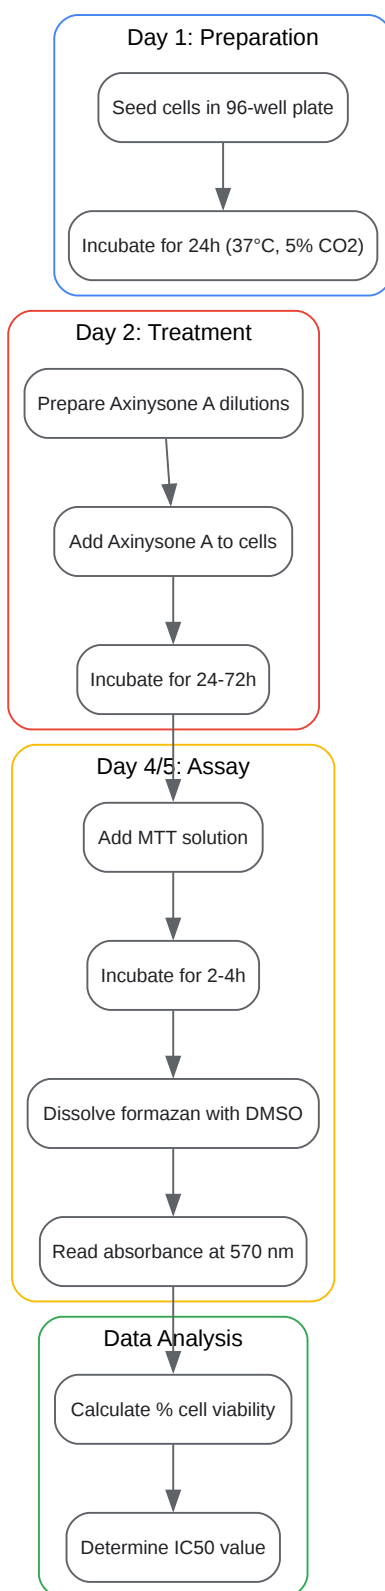 Day 1: Preparation
Seed cells in 96-well plate
Incubate for 24h (37°C, 5% CO2)
Day 2: Treatment
Prepare Axinysone A dilutions
Add Axinysone A to cells
Incubate for 24-72h
Day 4/5: Assay
Add MTT solution
Incubate for 2-4h
Dissolve formazan with DMSO
Read absorbance at 570 nm
Data Analysis
Calculate % cell viability
Determine IC50 value